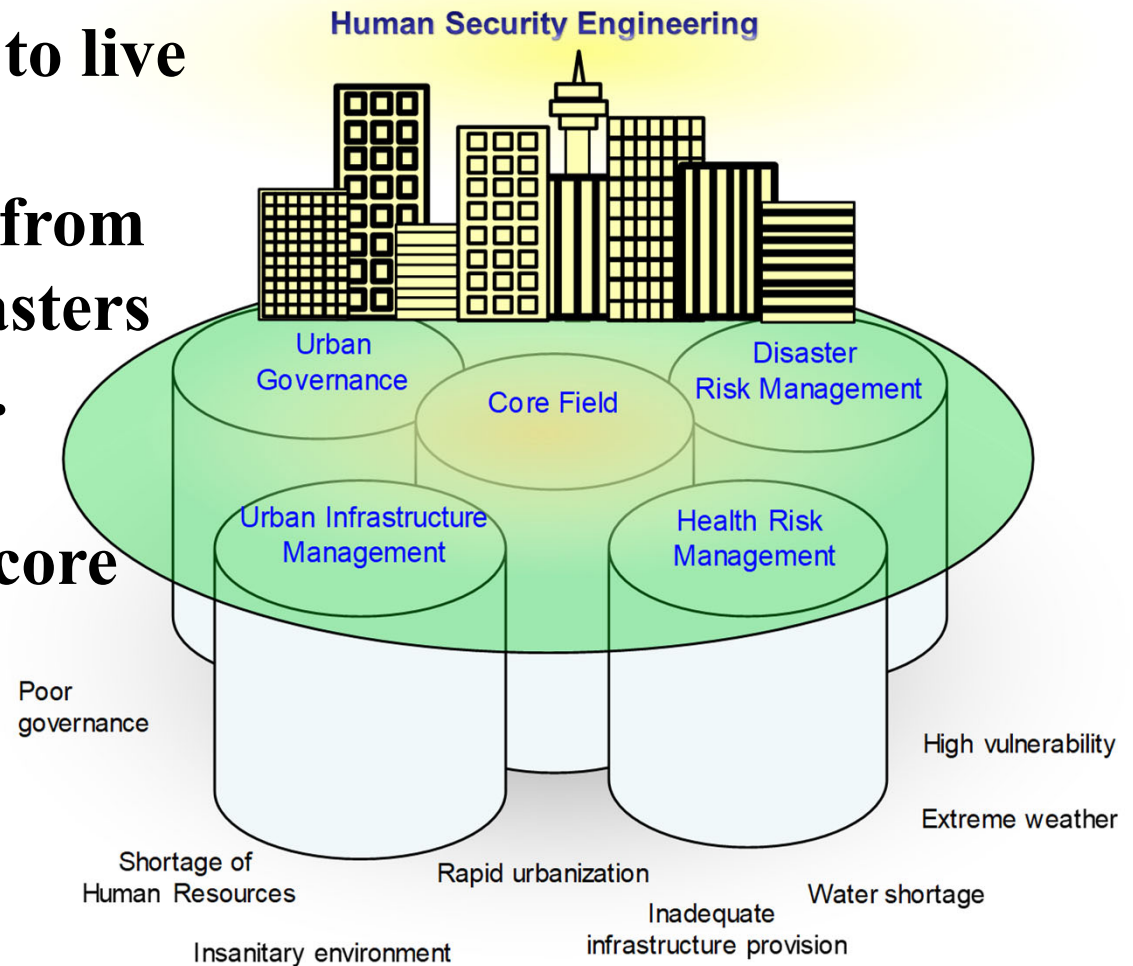 Human Security Engineering
to live
from
asters
.
core
Urban
Governance
Disaster
Risk Management
Core Field
Urban Infrastructure
Management
Health Risk
Management
Poor
governance
High vulnerability
Extreme weather
Shortage of
Human Resources
Rapid urbanization
Water shortage
Inadequate
infrastructure provision
Insanitary environment